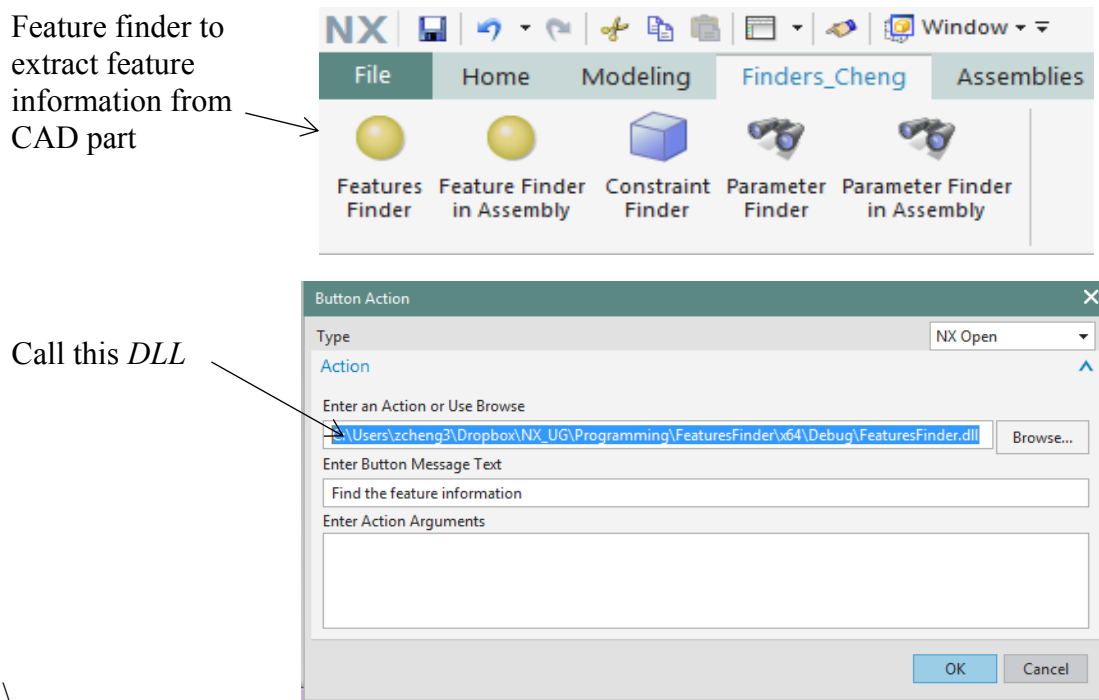 Feature finder to
extract feature
information from
CAD part
NX Window
File Home Modeling Finders_Cheng Assemblies
Features Finder
Feature Finder in Assembly
Constraint Finder
Parameter Finder
Parameter Finder in Assembly
Button Action
Type NX Open
Action
Call this DLL
Enter an Action or Use Browse
:\Users\zcheng3\Dropbox\NX_UG\Programming\FeaturesFinder\x64\Debug\FeaturesFinder.dll Browse...
Enter Button Message Text
Find the feature information
Enter Action Arguments
OK Cancel